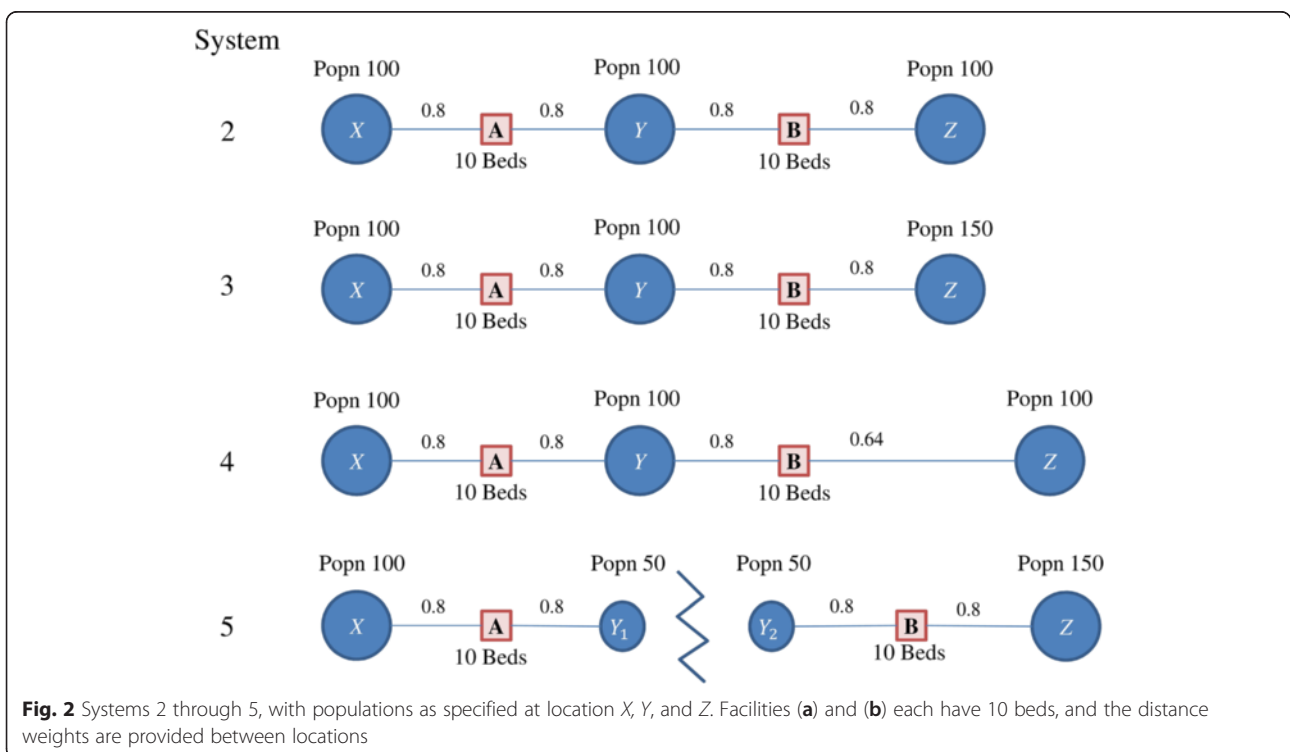 System
Popn 100 Popn 100 Popn 100
2 X 0.8 A 0.8 Y 0.8 B 0.8 Z
10 Beds 10 Beds
Popn 100 Popn 100 Popn 150
3 X 0.8 A 0.8 Y 0.8 B 0.8 Z
10 Beds 10 Beds
Popn 100 Popn 100 Popn 100
4 X 0.8 A 0.8 Y 0.8 B 0.64 Z
10 Beds 10 Beds
Popn 100 Popn 50 Popn 50 Popn 150
5 X 0.8 A 0.8 Y₁ Y₂ 0.8 B 0.8 Z
10 Beds 10 Beds
Fig. 2 Systems 2 through 5, with populations as specified at location X, Y, and Z. Facilities (a) and (b) each have 10 beds, and the distance
weights are provided between locations